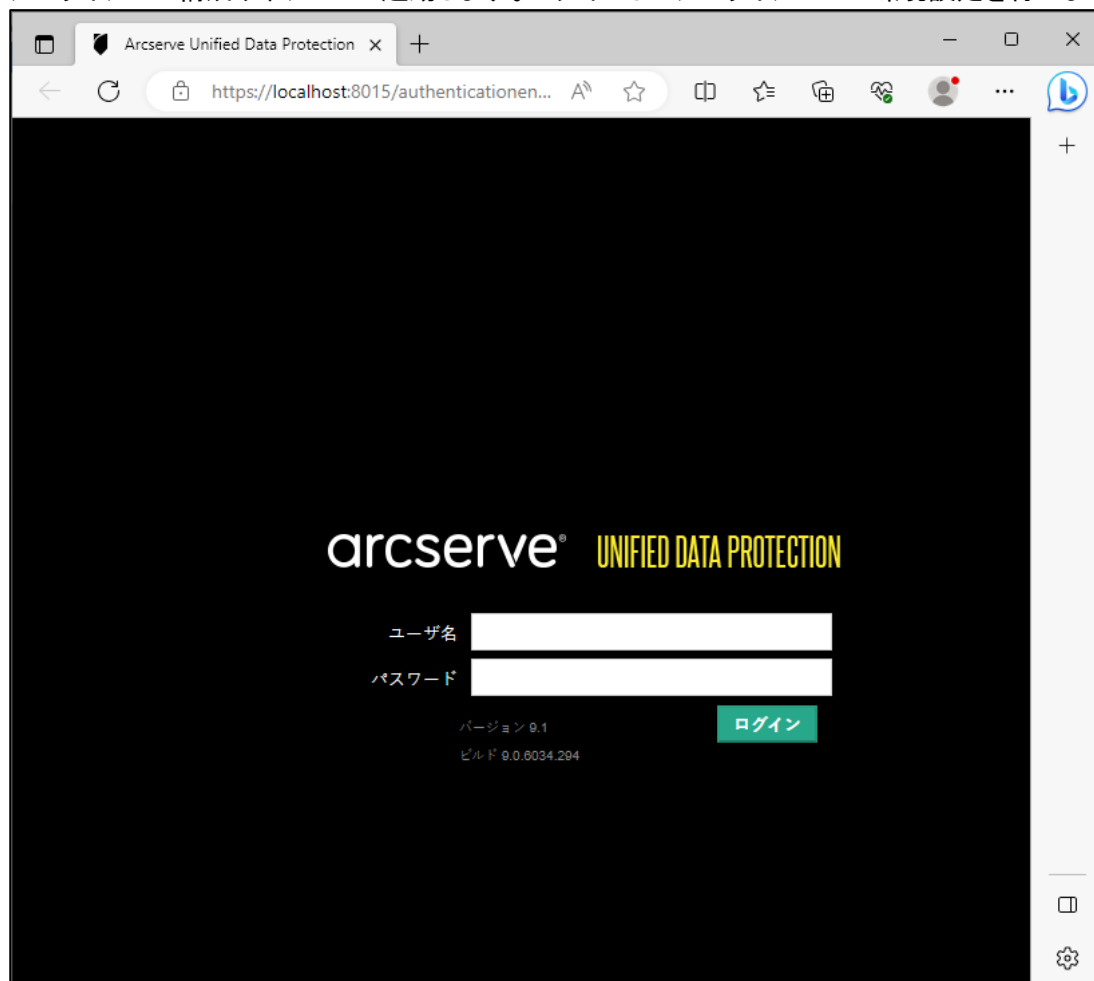 Arcserve Unified Data Protection
https://localhost:8015/authenticationen...
arcserve® UNIFIED DATA PROTECTION
ユーザ名
パスワード
バージョン 9.1
ログイン
ビルド 9.0.6034.294